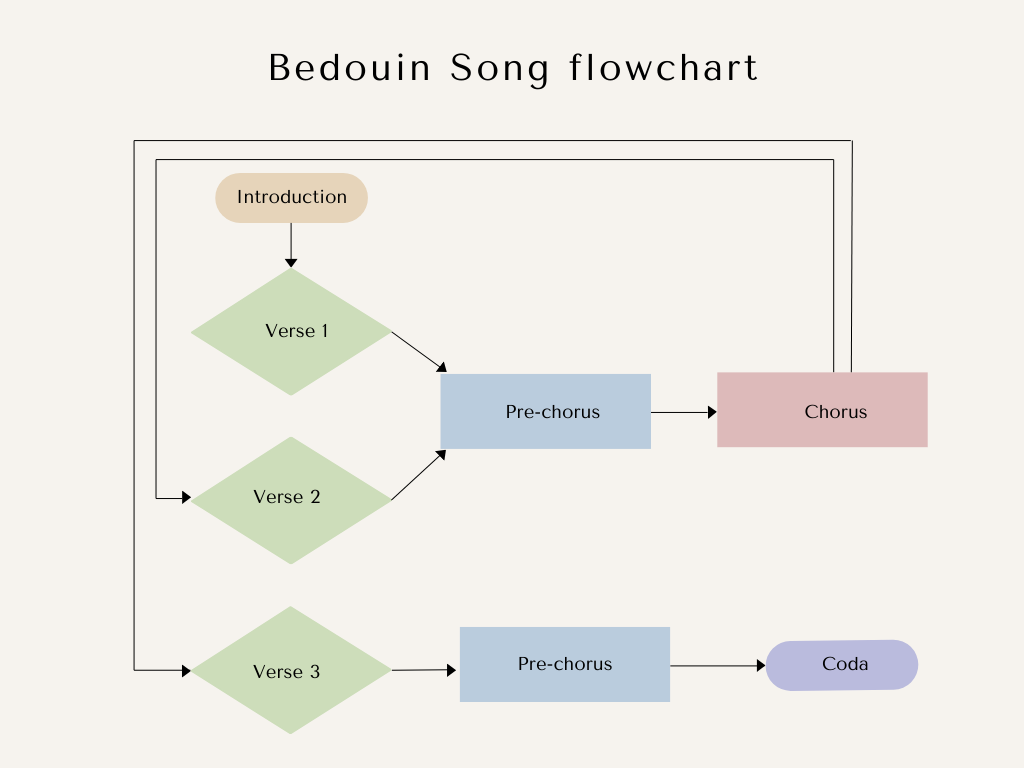 Bedouin Song flowchart
Introduction
Verse 1
Pre-chorus
Chorus
Verse 2
Verse 3
Pre-chorus
Coda